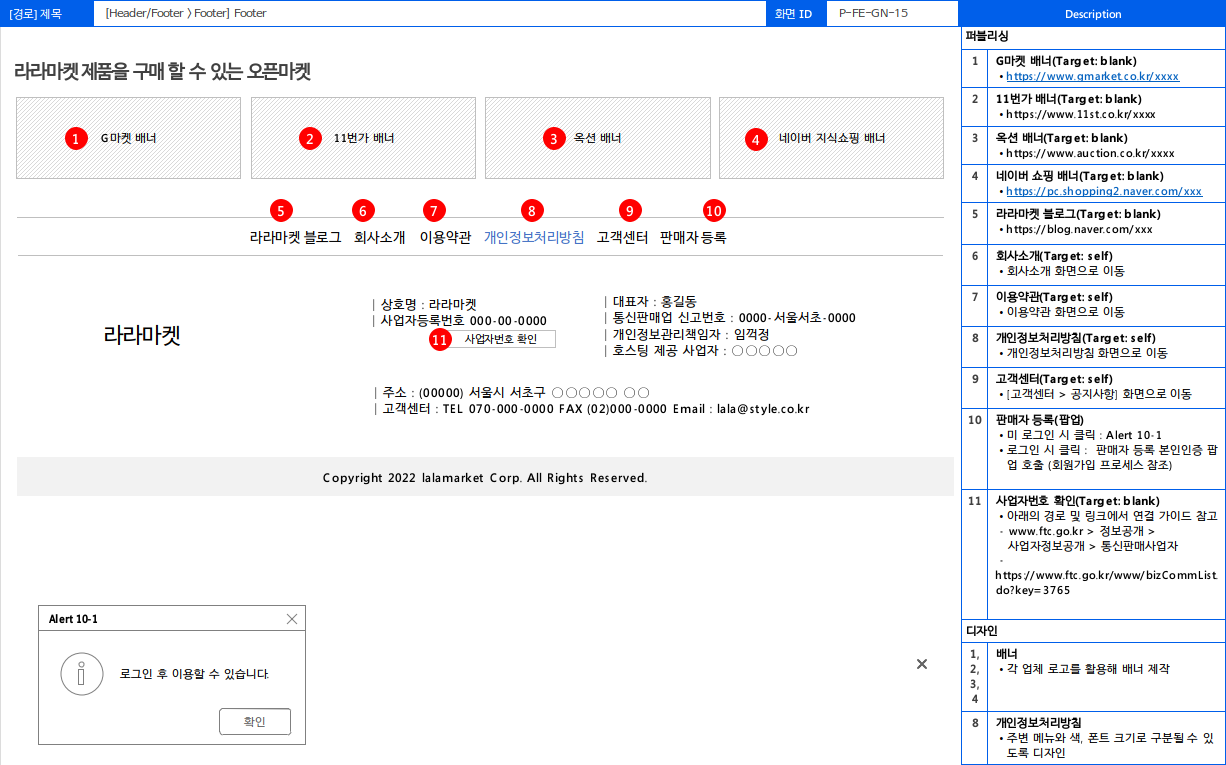 [경로] 제목
[Header/Footer 〉Footer] Footer
화면 ID
P-FE-GN-15
Description
라라마켓 제품을 구매 할 수 있는 오픈마켓
1 G마켓 배너
2 11번가 배너
3 옥션 배너
4 네이버 지식쇼핑 배너
5 6 7 8 9 10
라라마켓 블로그 회사소개 이용약관 개인정보처리방침 고객센터 판매자 등록
라라마켓
| 상호명 : 라라마켓
| 사업자등록번호 000-00-0000
11 사업자번호 확인
| 대표자 : 홍길동
| 통신판매업 신고번호 : 0000-서울서초-0000
| 개인정보관리책임자 : 임꺽정
| 호스팅 제공 사업자 : ○○○○○
| 주소 : (00000) 서울시 서초구 ○○○○○ ○○
| 고객센터 : TEL 070-000-0000 FAX (02)000-0000 Email : lala@style.co.kr
Copyright 2022 lalamarket Corp. All Rights Reserved.
Alert 10-1
로그인 후 이용할 수 있습니다.
확인
퍼블리싱
1 G마켓 배너(Target: blank)
• https://www.gmarket.co.kr/xxxx
2 11번가 배너(Target: blank)
• https://www.11st.co.kr/xxxx
3 옥션 배너(Target: blank)
• https://www.auction.co.kr/xxxx
4 네이버 쇼핑 배너(Target: blank)
• https://pc.shopping2.naver.com/xxx
5 라라마켓 블로그(Target: blank)
• https://blog.naver.com/xxx
6 회사소개(Target: self)
• 회사소개 화면으로 이동
7 이용약관(Target: self)
• 이용약관 화면으로 이동
8 개인정보처리방침(Target: self)
• 개인정보처리방침 화면으로 이동
9 고객센터(Target: self)
• [고객센터 > 공지사항] 화면으로 이동
10 판매자 등록(팝업)
• 미 로그인 시 클릭 : Alert 10-1
• 로그인 시 클릭 : 판매자 등록 본인인증 팝
업 호출 (회원가입 프로세스 참조)
11 사업자번호 확인(Target: blank)
• 아래의 경로 및 링크에서 연결 가이드 참고
- www.ftc.go.kr > 정보공개 >
사업자정보공개 > 통신판매사업자
-
https://www.ftc.go.kr/www/bizCommList.
do?key=3765
디자인
1, 배너
2, • 각 업체 로고를 활용해 배너 제작
3,
4
8 개인정보처리방침
• 주변 메뉴와 색, 폰트 크기로 구분될 수 있
도록 디자인